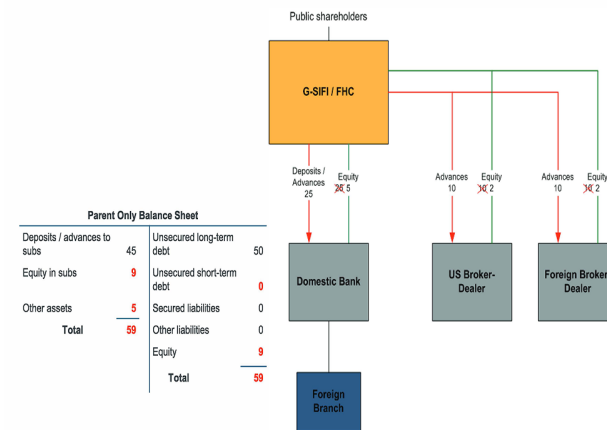 Public shareholders
G-SIFI / FHC
Deposits /
Advances
25
Equity
25 5
Advances
10
Equity
10 2
Advances
10
Equity
10 2
Parent Only Balance Sheet
Deposits / advances to
subs 45
Unsecured long-term
debt 50
Equity in subs 9
Unsecured short-term
debt 0
Other assets 5
Secured liabilities 0
Total 59
Other liabilities 0
Equity 9
Total 59
Domestic Bank
US Broker-
Dealer
Foreign Broker
Dealer
Foreign
Branch